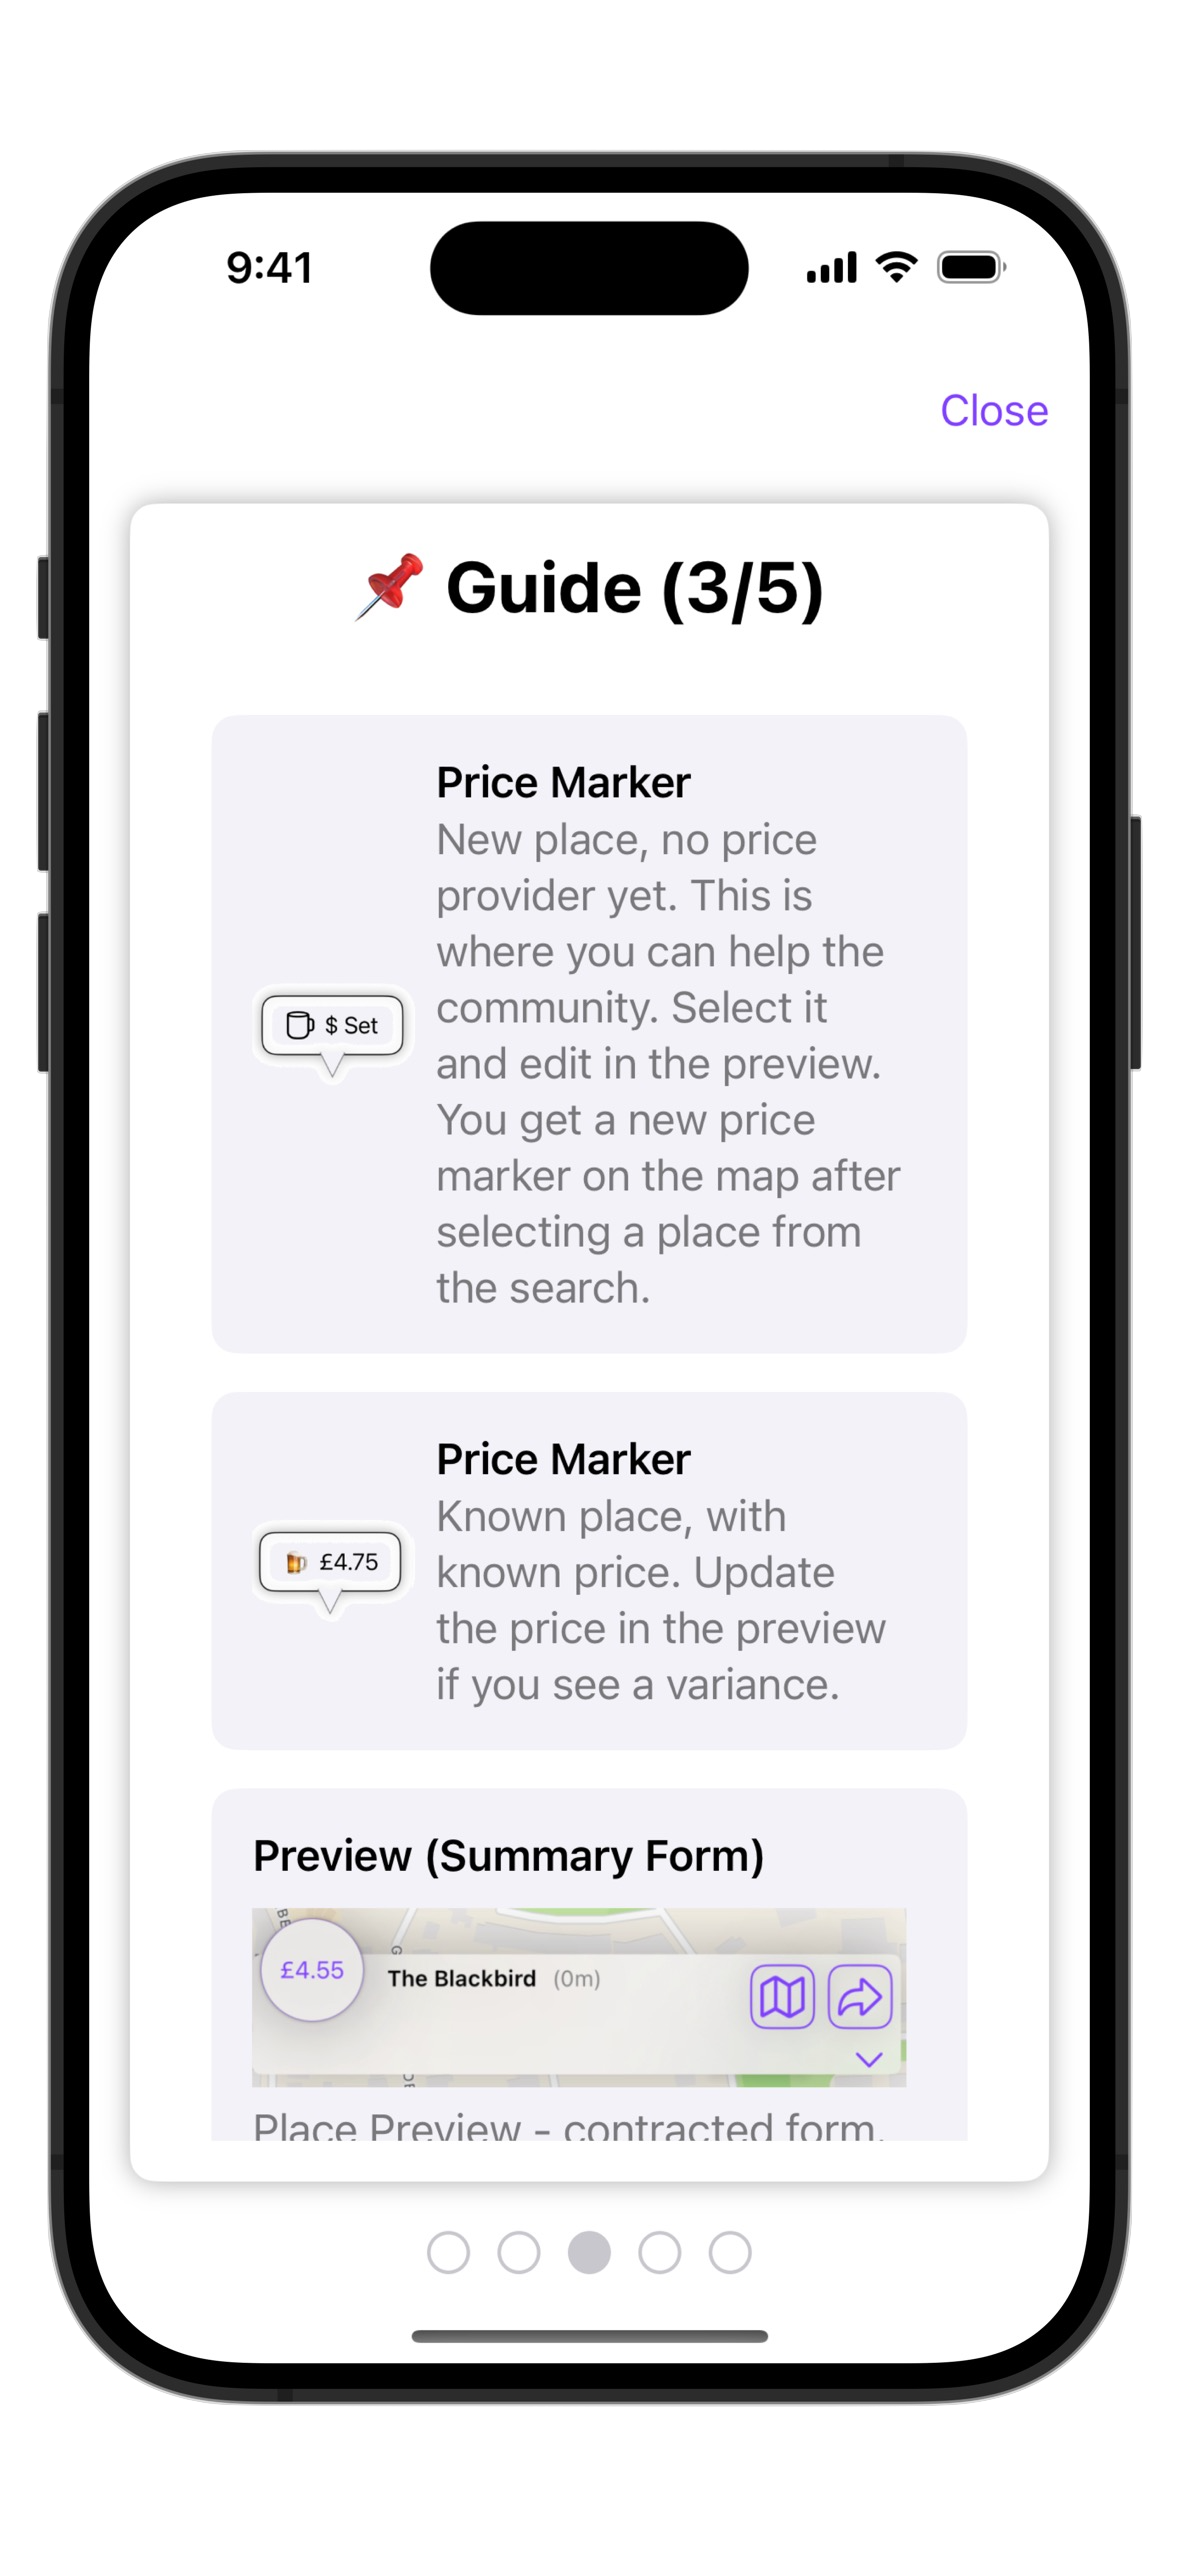 9:41
Close
📌 Guide (3/5)
Price Marker
New place, no price
provider yet. This is
where you can help the
community. Select it
and edit in the preview.
You get a new price
marker on the map after
selecting a place from
the search.
$ Set
Price Marker
Known place, with
known price. Update
the price in the preview
if you see a variance.
£4.75
Preview (Summary Form)
£4.55
The Blackbird (0m)
Place Preview - contracted form.